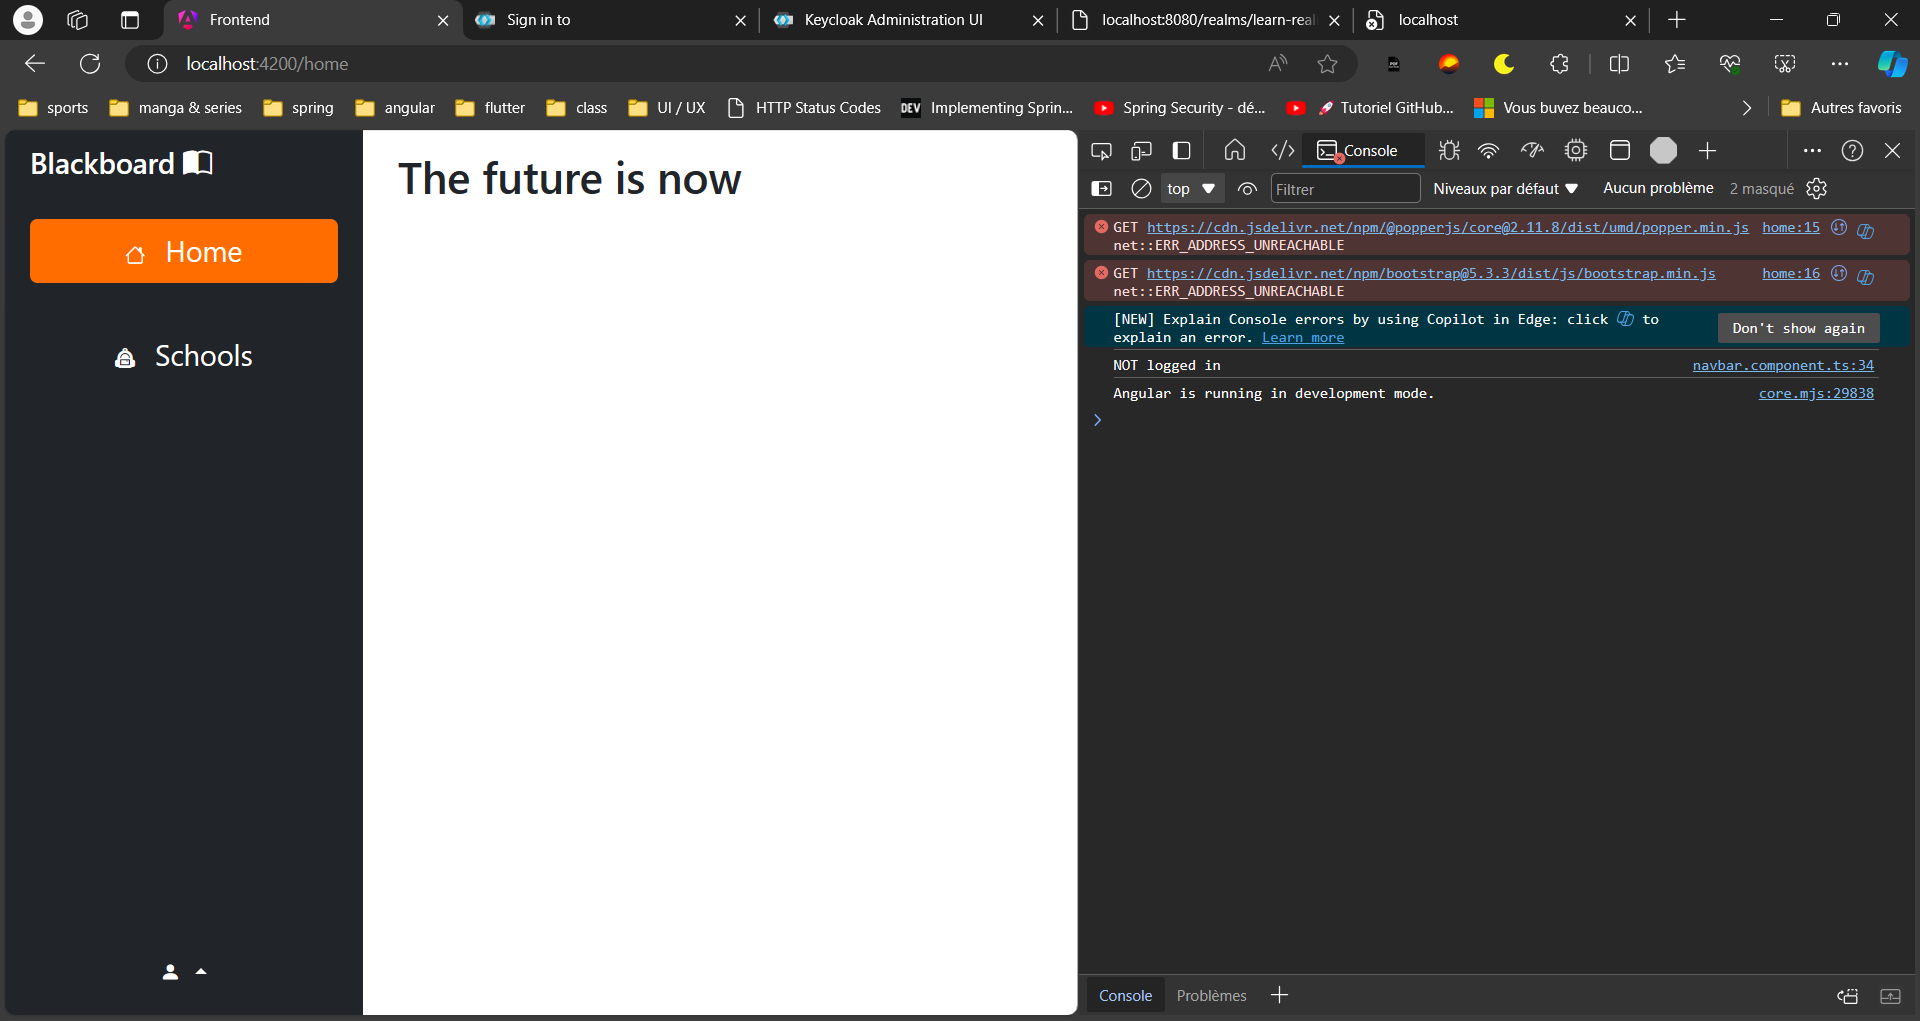 Frontend
Sign in to
Keycloak Administration UI
localhost:8080/realms/learn-real
localhost
localhost:4200/home
sports
manga & series
spring
angular
flutter
class
UI / UX
HTTP Status Codes
DEV Implementing Sprin...
Spring Security - dé...
Tutoriel GitHub...
Vous buvez beauco...
Autres favoris
Blackboard
Home
Schools
The future is now
Console
top
Filtrer
Niveaux par défaut
Aucun problème
2 masqué
GET https://cdn.jsdelivr.net/npm/@popperjs/core@2.11.8/dist/umd/popper.min.js home:15
net::ERR_ADDRESS_UNREACHABLE
GET https://cdn.jsdelivr.net/npm/bootstrap@5.3.3/dist/js/bootstrap.min.js home:16
net::ERR_ADDRESS_UNREACHABLE
[NEW] Explain Console errors by using Copilot in Edge: click to
explain an error. Learn more
Don't show again
NOT logged in navbar.component.ts:34
Angular is running in development mode. core.mjs:29838
Console
Problèmes